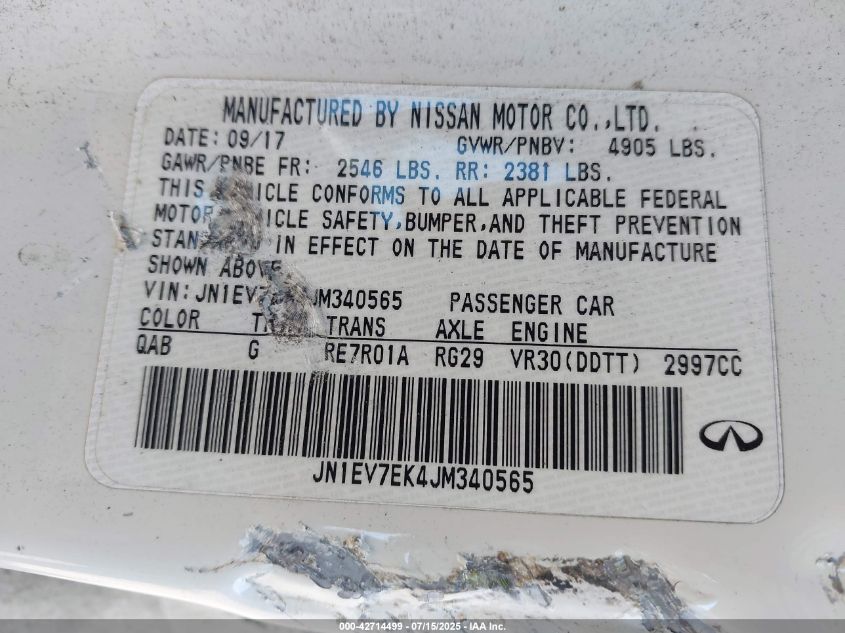 MANUFACTURED BY NISSAN MOTOR CO.,LTD.
DATE: 09/17 GVWR/PNBV: 4905 LBS.
GAWR/PNBE FR: 2546 LBS. RR: 2381 LBS.
THIS VEHICLE CONFORMS TO ALL APPLICABLE FEDERAL
MOTOR VEHICLE SAFETY,BUMPER,AND THEFT PREVENTION
IN EFFECT ON THE DATE OF MANUFACTURE
SHOWN ABOVE
VIN: JN1EV7EK4JM340565 PASSENGER CAR
COLOR TRANS AXLE ENGINE
QAB G RE7R01A RG29 VR30(DDTT) 2997CC
JN1EV7EK4JM340565
000-42714499 - 07/15/2025 - IAA Inc.